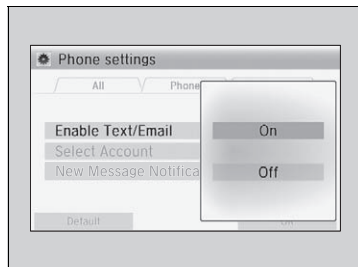 Phone settings
All
Phone
Enable Text/Email
On
Select Account
New Message Notifica
Off
Default